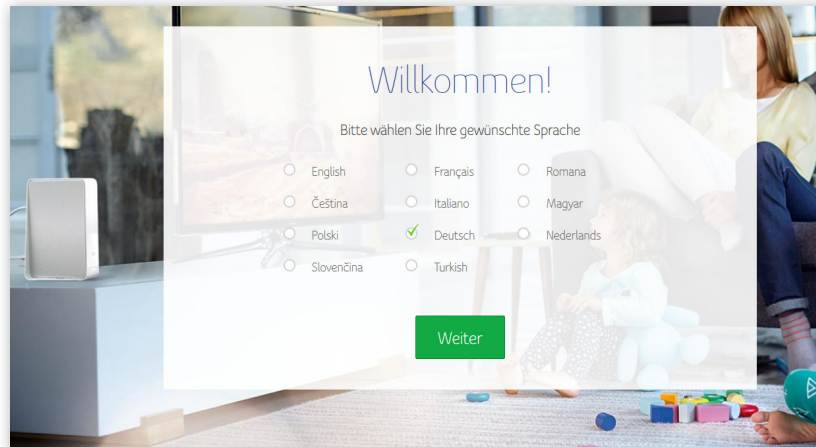 Willkommen!
Bitte wählen Sie Ihre gewünschte Sprache
English Français Romana
Čeština Italiano Magyar
Polski Deutsch Nederlands
Slovenčina Turkish
Weiter